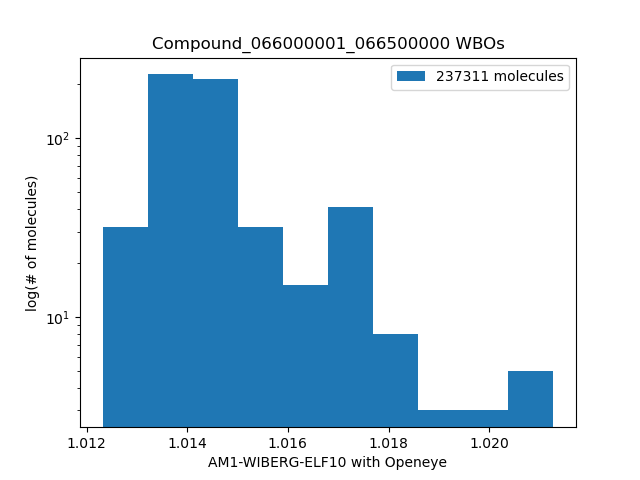 Compound_066000001_066500000 WBOs
237311 molecules
10²
10¹
log(# of molecules)
1.012 1.014 1.016 1.018 1.020
AM1-WIBERG-ELF10 with Openeye